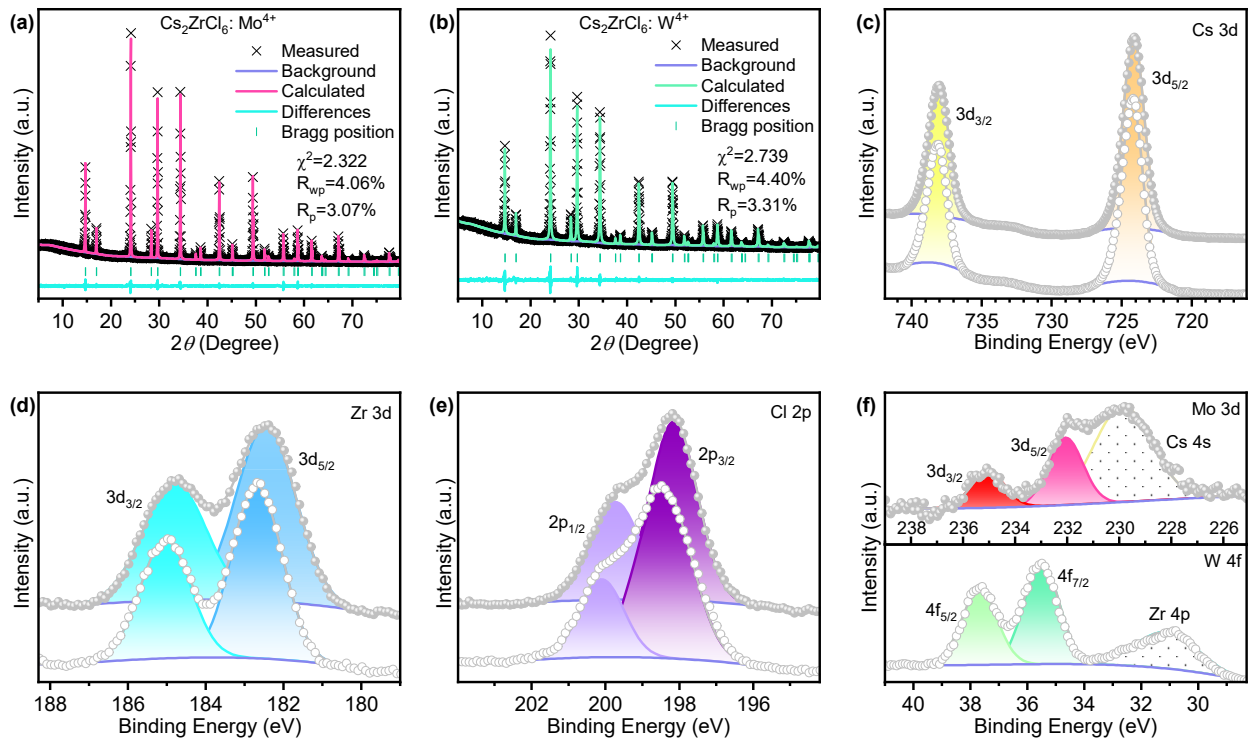 (a)
Cs₂ZrCl₆: Mo⁴⁺
Measured
Background
Calculated
Differences
Bragg position
χ²=2.322
R_wp=4.06%
R_p=3.07%
Intensity (a.u.)
10 20 30 40 50 60 70
2θ (Degree)
(b)
Cs₂ZrCl₆: W⁴⁺
Measured
Background
Calculated
Differences
Bragg position
χ²=2.739
R_wp=4.40%
R_p=3.31%
Intensity (a.u.)
10 20 30 40 50 60 70
2θ (Degree)
(c)
Cs 3d
3d₅/₂
3d₃/₂
Intensity (a.u.)
740 735 730 725 720
Binding Energy (eV)
(d)
Zr 3d
3d₅/₂
3d₃/₂
Intensity (a.u.)
188 186 184 182 180
Binding Energy (eV)
(e)
Cl 2p
2p₃/₂
2p₁/₂
Intensity (a.u.)
202 200 198 196
Binding Energy (eV)
(f)
Mo 3d
Cs 4s
3d₅/₂
3d₃/₂
238 236 234 232 230 228 226
Intensity (a.u.)
W 4f
4f₇/₂
4f₅/₂
Zr 4p
40 38 36 34 32 30
Binding Energy (eV)